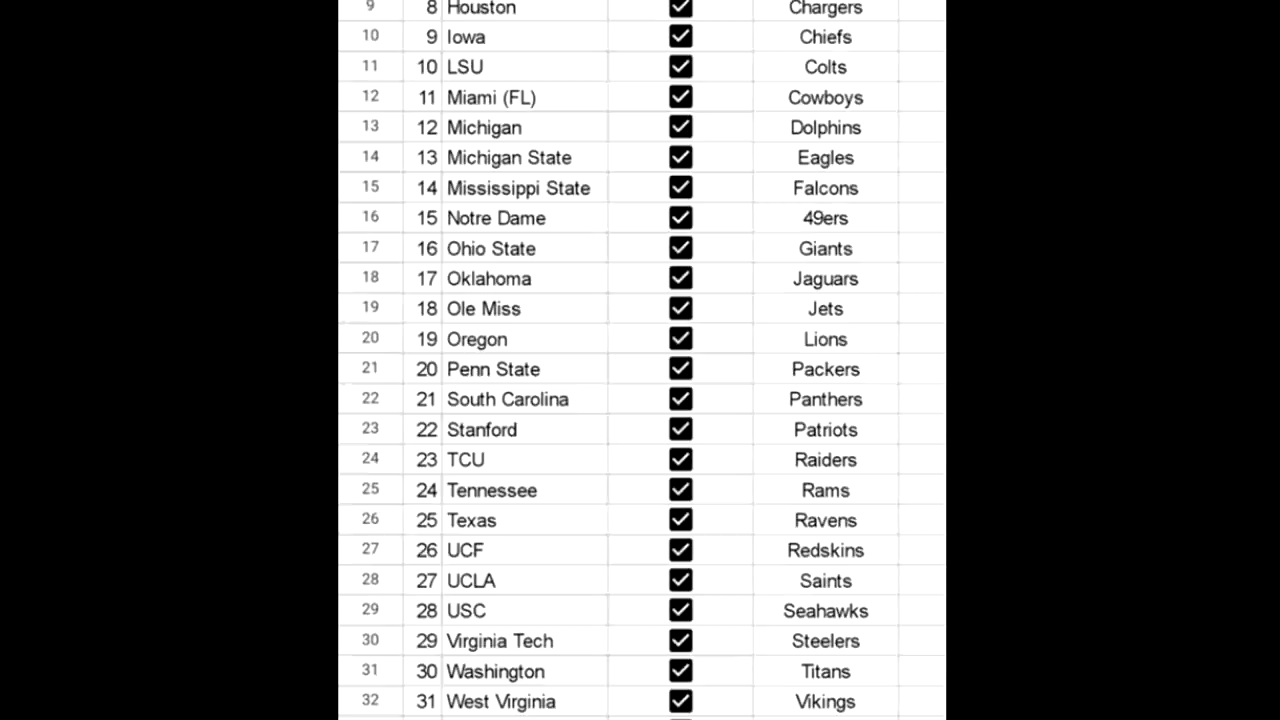 9 8 Houston Chargers
10 9 Iowa Chiefs
11 10 LSU Colts
12 11 Miami (FL) Cowboys
13 12 Michigan Dolphins
14 13 Michigan State Eagles
15 14 Mississippi State Falcons
16 15 Notre Dame 49ers
17 16 Ohio State Giants
18 17 Oklahoma Jaguars
19 18 Ole Miss Jets
20 19 Oregon Lions
21 20 Penn State Packers
22 21 South Carolina Panthers
23 22 Stanford Patriots
24 23 TCU Raiders
25 24 Tennessee Rams
26 25 Texas Ravens
27 26 UCF Redskins
28 27 UCLA Saints
29 28 USC Seahawks
30 29 Virginia Tech Steelers
31 30 Washington Titans
32 31 West Virginia Vikings